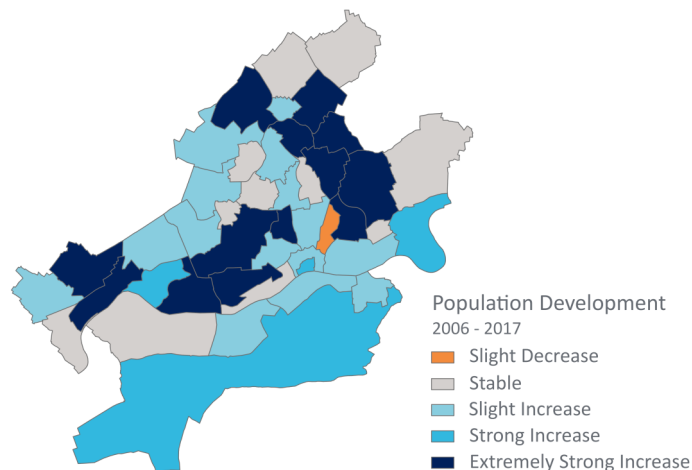 Population Development
2006 - 2017
Slight Decrease
Stable
Slight Increase
Strong Increase
Extremely Strong Increase